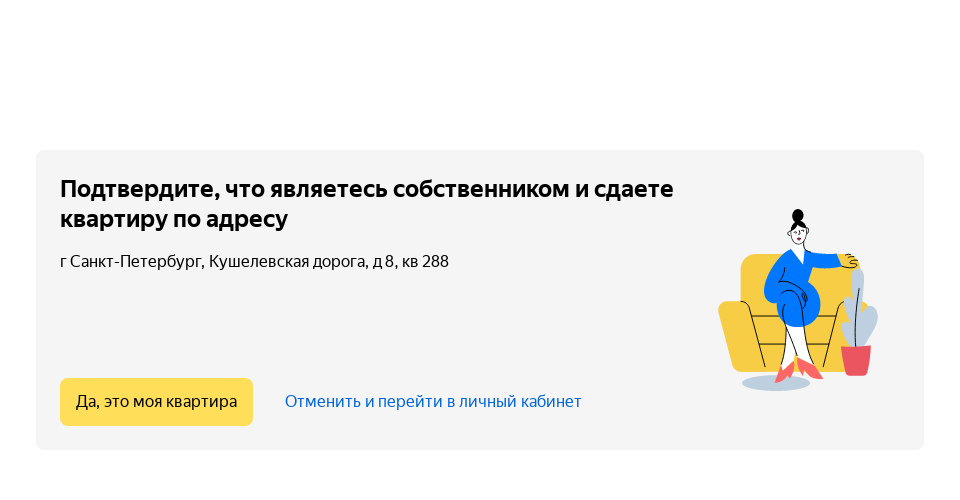 Подтвердите, что являетесь собственником и сдаете
квартиру по адресу
г Санкт-Петербург, Кушелевская дорога, д 8, кв 288
Да, это моя квартира
Отменить и перейти в личный кабинет